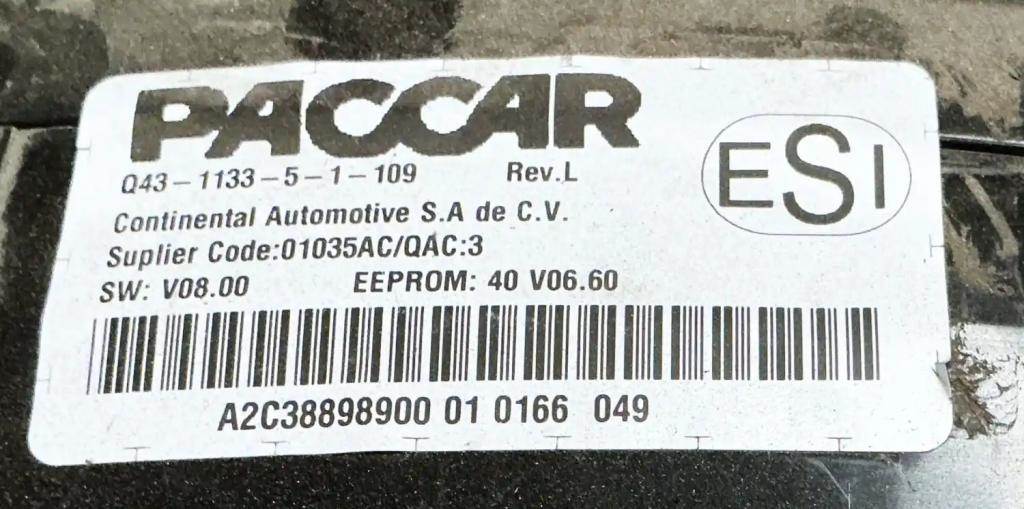 PACCAR
Q43-1133-5-1-109 Rev.L
ESI
Continental Automotive S.A de C.V.
Suplier Code:01035AC/QAC:3
SW: V08.00 EEPROM: 40 V06.60
A2C38898900 01 0166 049